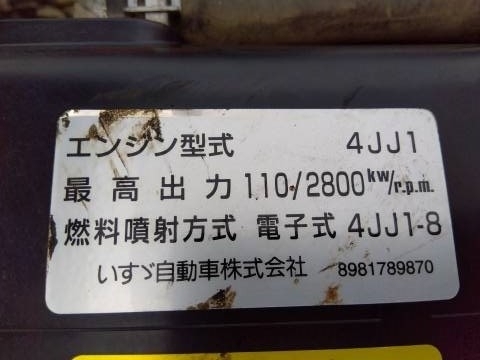 エンジン型式 4JJ1
最高出力 110/2800 kw/r.p.m.
燃料噴射方式 電子式 4JJ1-8
いすゞ自動車株式会社 8981789870